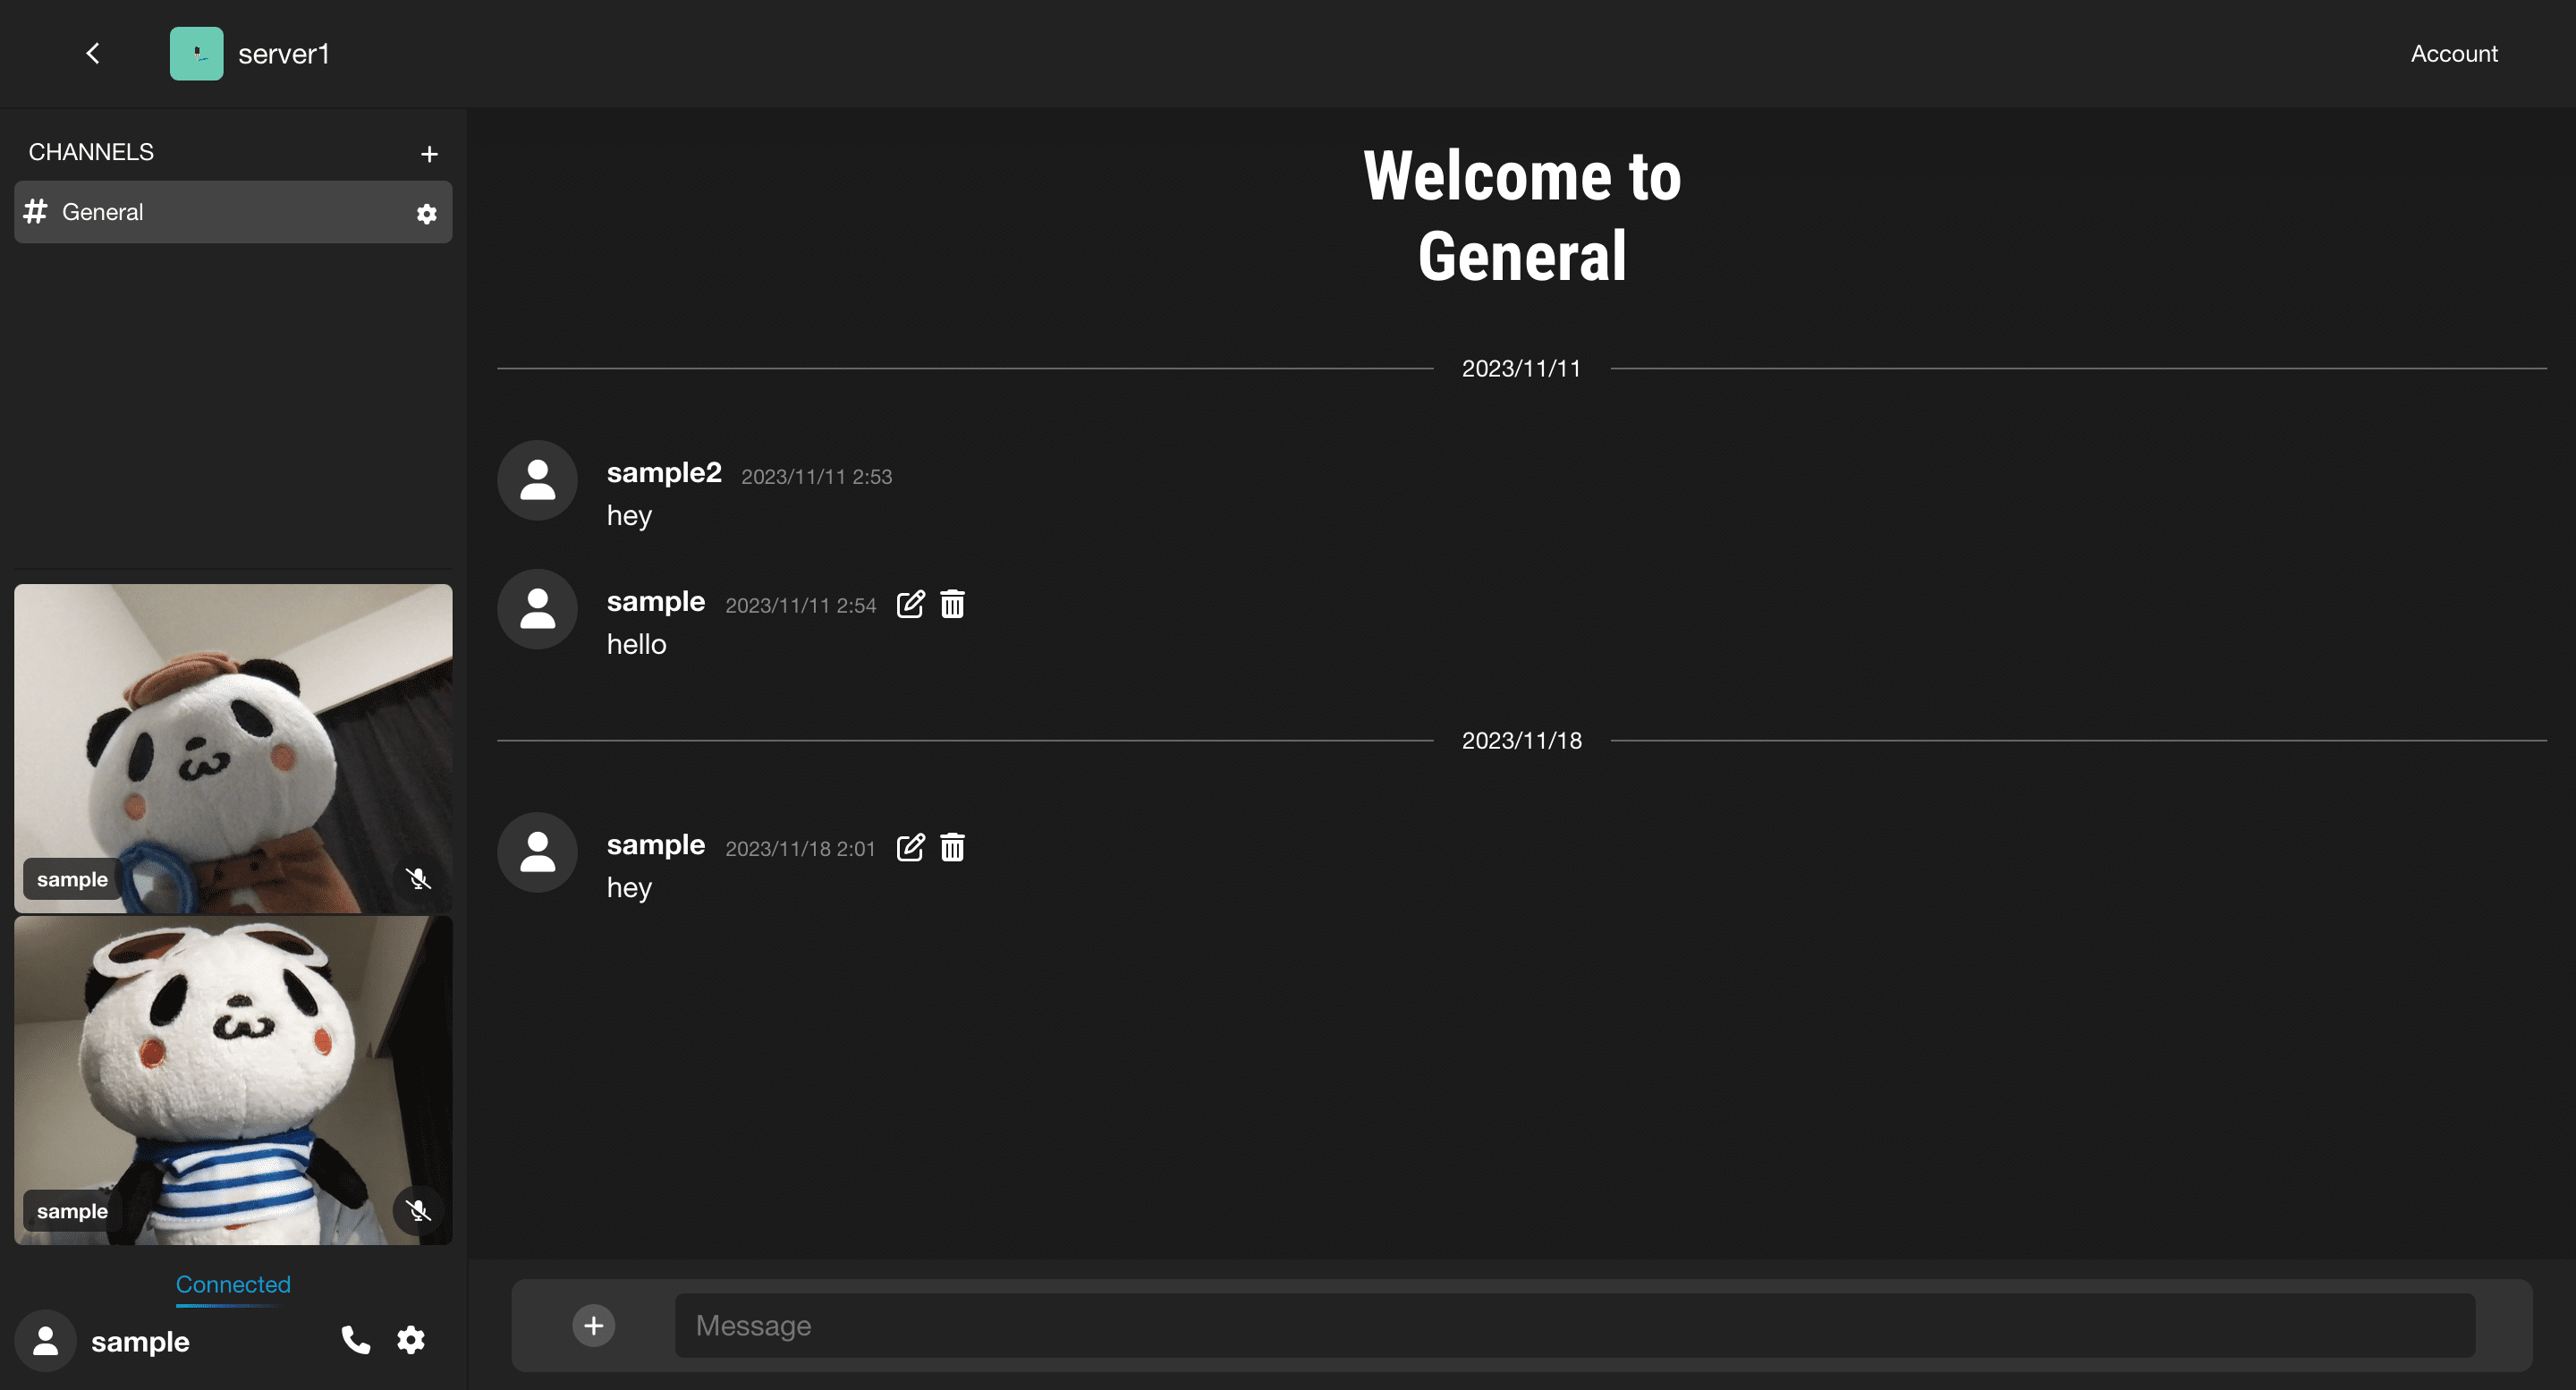 server1
Account
CHANNELS
General
sample
sample
Connected
sample
Welcome to
General
2023/11/11
sample2 2023/11/11 2:53
hey
sample 2023/11/11 2:54
hello
2023/11/18
sample 2023/11/18 2:01
hey
Message